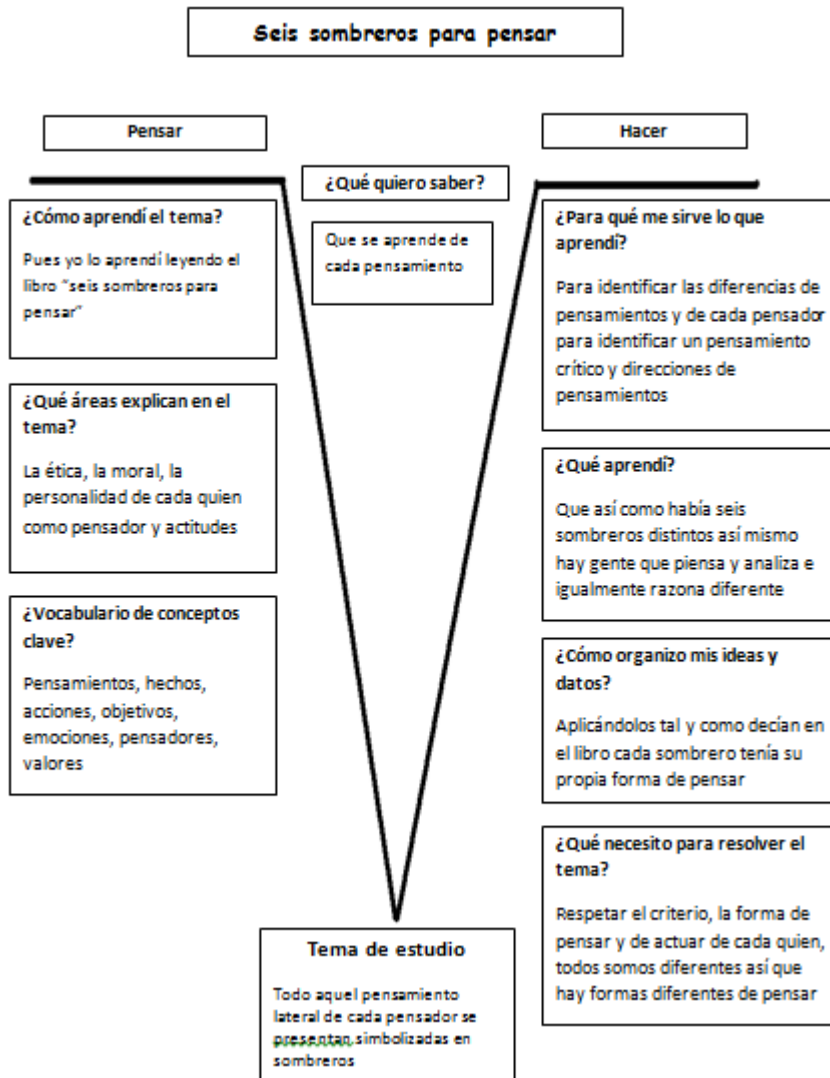 Seis sombreros para pensar
Pensar
Hacer
¿Qué quiero saber?
Que se aprende de
cada pensamiento
¿Cómo aprendí el tema?
Pues yo lo aprendí leyendo el
libro "seis sombreros para
pensar"
¿Qué áreas explican en el
tema?
La ética, la moral, la
personalidad de cada quien
como pensador y actitudes
¿Vocabulario de conceptos
clave?
Pensamientos, hechos,
acciones, objetivos,
emociones, pensadores,
valores
¿Para qué me sirve lo que
aprendí?
Para identificar las diferencias de
pensamientos y de cada pensador
para identificar un pensamiento
crítico y direcciones de
pensamientos
¿Qué aprendí?
Que así como había seis
sombreros distintos así mismo
hay gente que piensa y analiza e
igualmente razona diferente
¿Cómo organizo mis ideas y
datos?
Aplicándolos tal y como decían en
el libro cada sombrero tenía su
propia forma de pensar
¿Qué necesito para resolver el
tema?
Respetar el criterio, la forma de
pensar y de actuar de cada quien,
todos somos diferentes así que
hay formas diferentes de pensar
Tema de estudio
Todo aquel pensamiento
lateral de cada pensador se
presentan simbolizadas en
sombreros